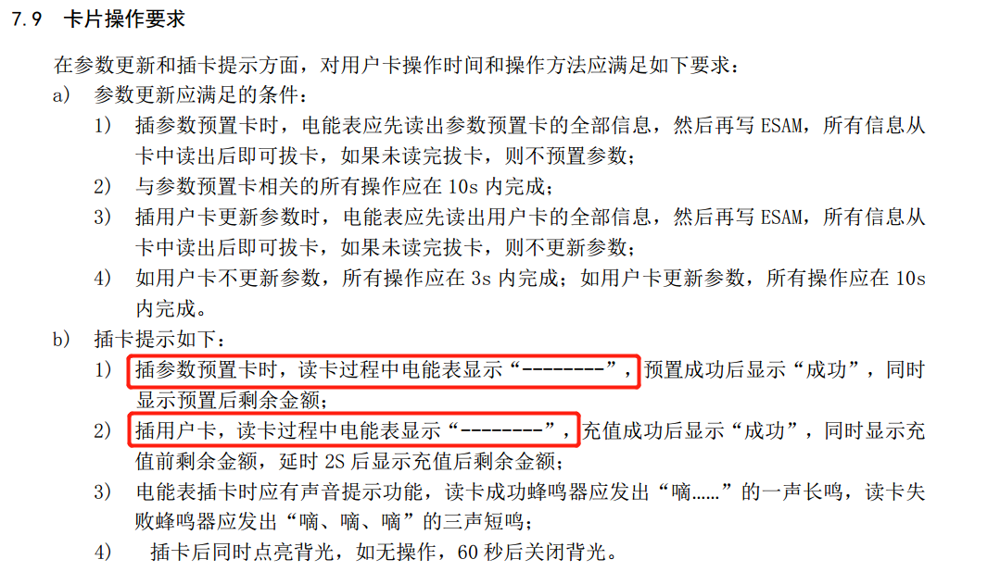 7.9 卡片操作要求
在参数更新和插卡提示方面，对用户卡操作时间和操作方法应满足如下要求：
a) 参数更新应满足的条件：
1) 插参数预置卡时，电能表应先读出参数预置卡的全部信息，然后再写 ESAM，所有信息从
卡中读出后即可拔卡，如果未读完拔卡，则不预置参数；
2) 与参数预置卡相关的所有操作应在 10s 内完成；
3) 插用户卡更新参数时，电能表应先读出用户卡的全部信息，然后再写 ESAM，所有信息从
卡中读出后即可拔卡，如果未读完拔卡，则不更新参数；
4) 如用户卡不更新参数，所有操作应在 3s 内完成；如用户卡更新参数，所有操作应在 10s
内完成。
b) 插卡提示如下：
1) 插参数预置卡时，读卡过程中电能表显示“--------”，预置成功后显示“成功”，同时
显示预置后剩余金额；
2) 插用户卡，读卡过程中电能表显示“--------”，充值成功后显示“成功”，同时显示充
值前剩余金额，延时 2S 后显示充值后剩余金额；
3) 电能表插卡时应有声音提示功能，读卡成功蜂鸣器应发出“嘀……”的一声长鸣，读卡失
败蜂鸣器应发出“嘀、嘀、嘀”的三声短鸣；
4) 插卡后同时点亮背光，如无操作，60 秒后关闭背光。